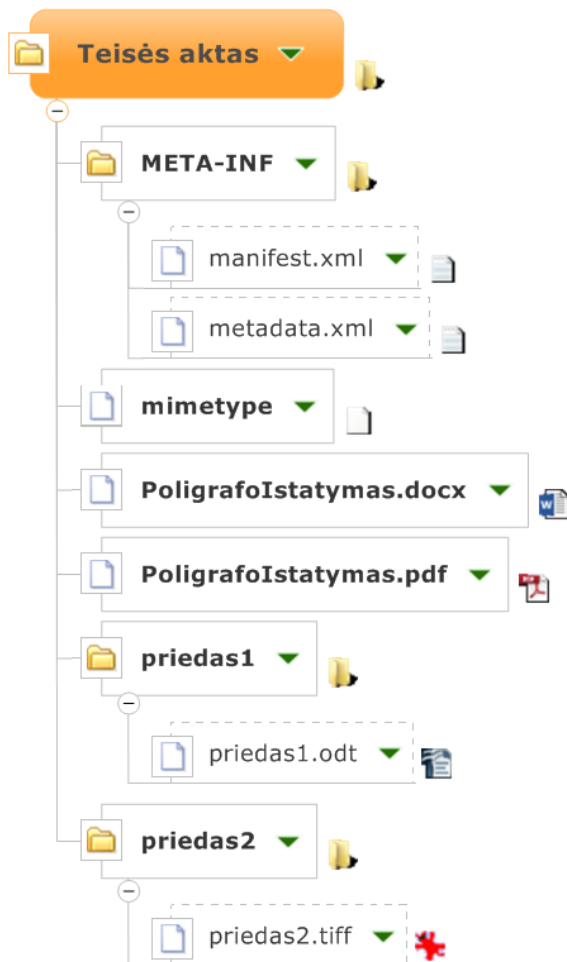 Teisės aktas
META-INF
manifest.xml
metadata.xml
mimetype
PoligrafoIstatymas.docx
PoligrafoIstatymas.pdf
priedas1
priedas1.odt
priedas2
priedas2.tiff